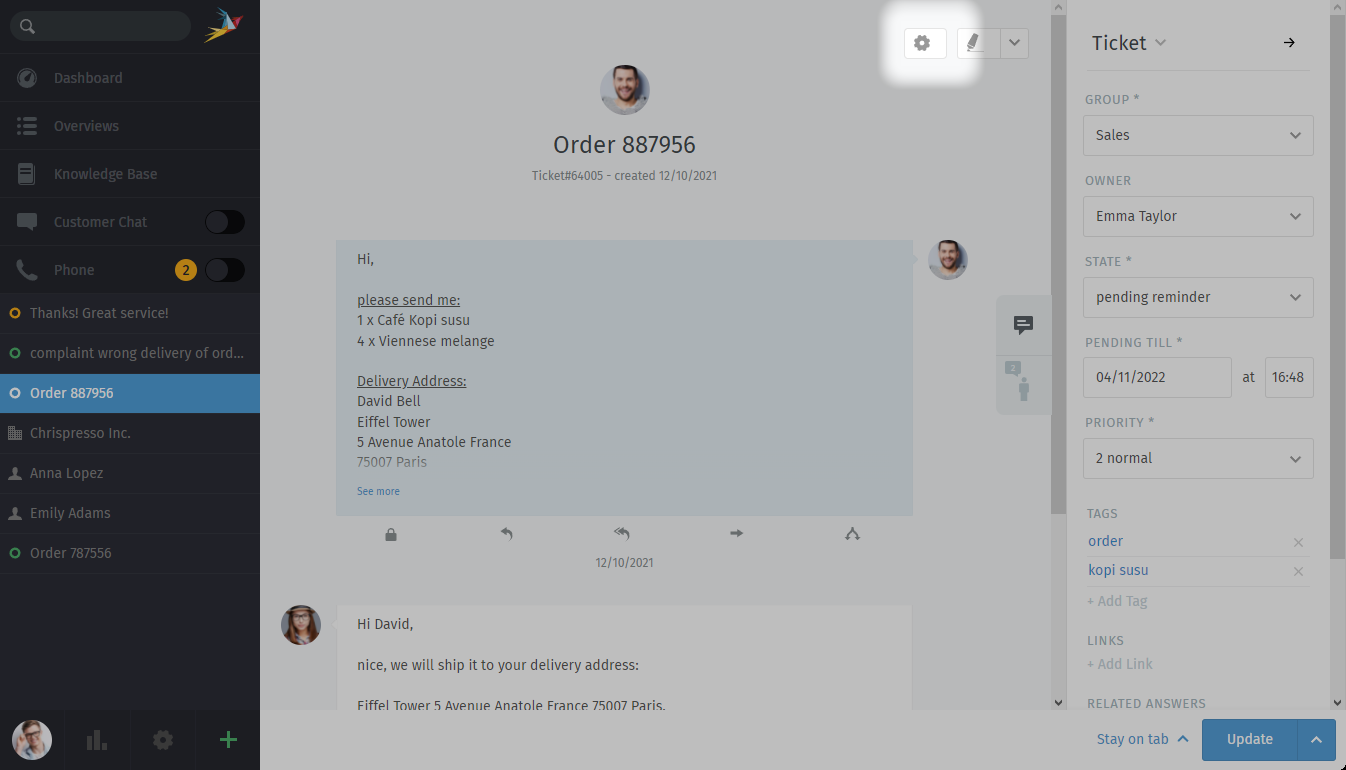 Dashboard
Overviews
Knowledge Base
Customer Chat
Phone 2
Thanks! Great service!
complaint wrong delivery of ord...
Order 887956
Chrispresso Inc.
Anna Lopez
Emily Adams
Order 787556
Order 887956
Ticket#64005 - created 12/10/2021
Hi,
please send me:
1 x Café Kopi susu
4 x Viennese melange
Delivery Address:
David Bell
Eiffel Tower
5 Avenue Anatole France
75007 Paris
See more
12/10/2021
Hi David,
nice, we will ship it to your delivery address:
Eiffel Tower 5 Avenue Anatole France 75007 Paris.
2
Ticket
GROUP *
Sales
OWNER
Emma Taylor
STATE *
pending reminder
PENDING TILL *
04/11/2022 at 16:48
PRIORITY *
2 normal
TAGS
order
kopi susu
+ Add Tag
LINKS
+ Add Link
RELATED ANSWERS
Stay on tab Update